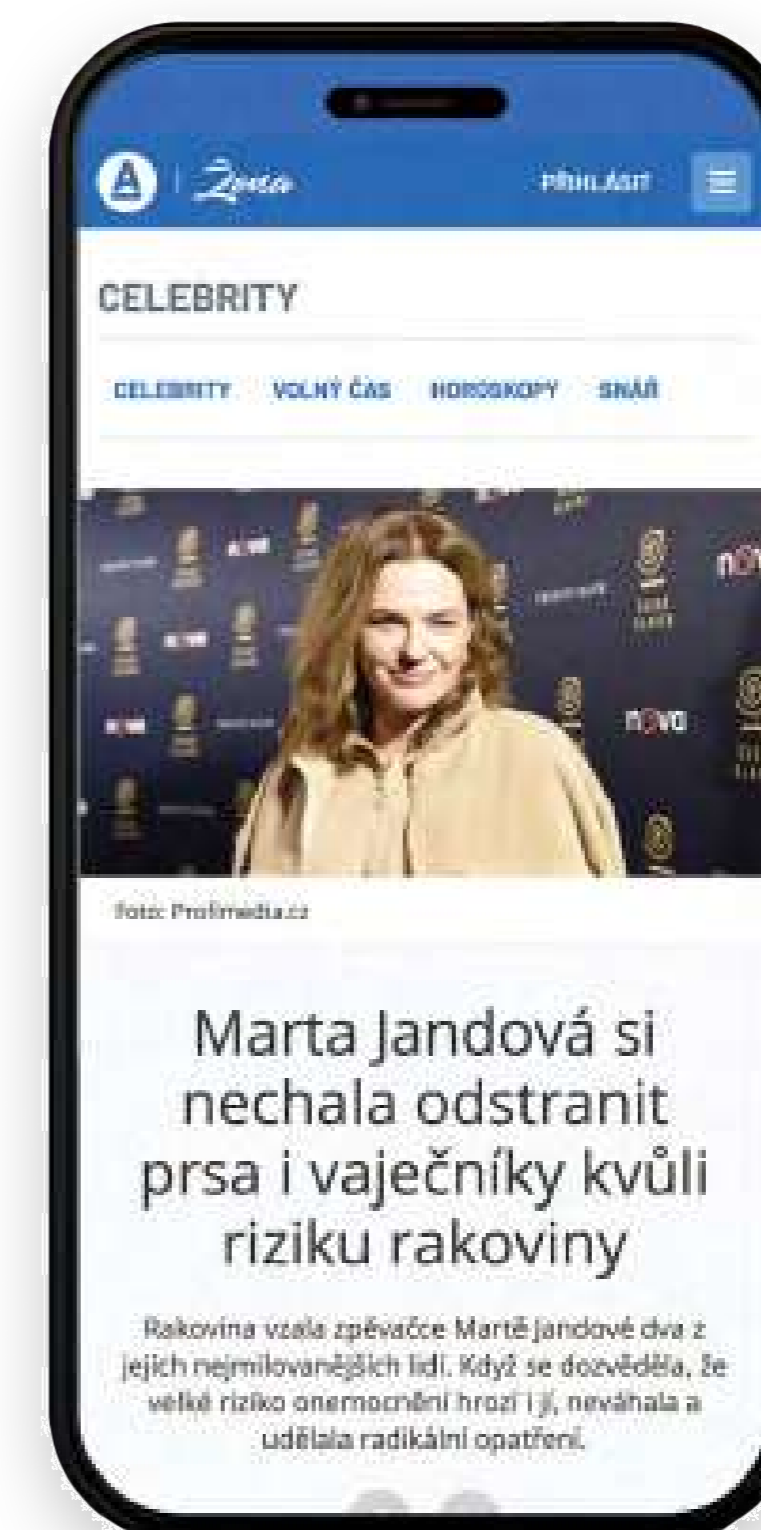 A | Žena
PŘIHLÁSIT
CELEBRITY
CELEBRITY VOLNÝ ČAS HOROSKOPY SNÁŘ
nova
nova
Foto: Profimedia.cz
Marta Jandová si
nechala odstranit
prsa i vaječníky kvůli
riziku rakoviny
Rakovina vzala zpěvačce Martě Jandové dva z
jejich nejmilovanějších lidí. Když se dozvěděla, že
velké riziko onemocnění hrozí i jí, neváhala a
udělala radikální opatření.